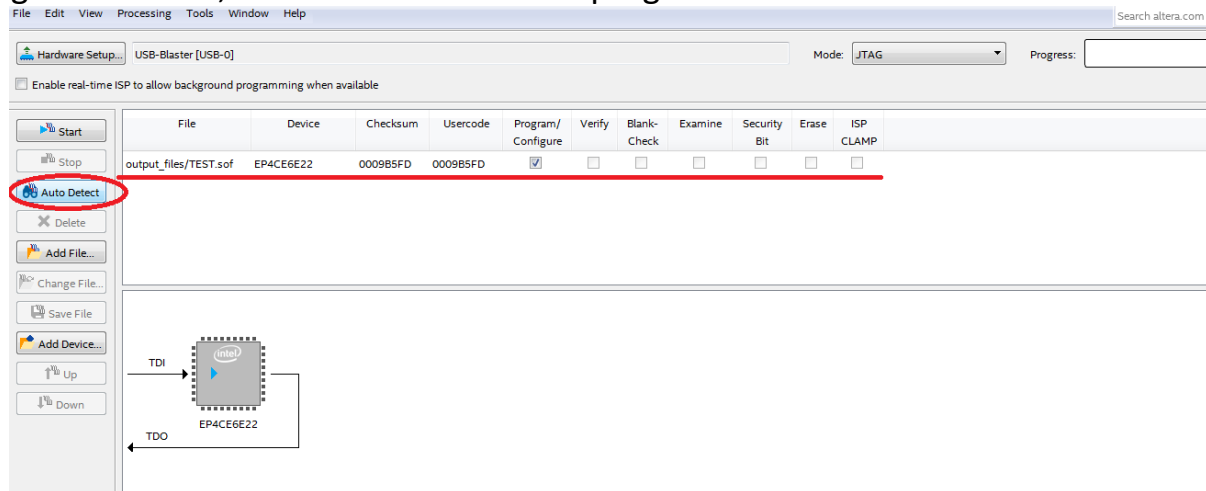 File Edit View Processing Tools Window Help
Search altera.com
Hardware Setup... USB-Blaster [USB-0] Mode: JTAG Progress:
Enable real-time ISP to allow background programming when available
Start
Stop
Auto Detect
Delete
Add File...
Change File...
Save File
Add Device...
Up
Down
File Device Checksum Usercode Program/ Configure Verify Blank- Check Examine Security Bit Erase ISP CLAMP
output_files/TEST.sof EP4CE6E22 0009B5FD 0009B5FD
TDI
intel
EP4CE6E22
TDO